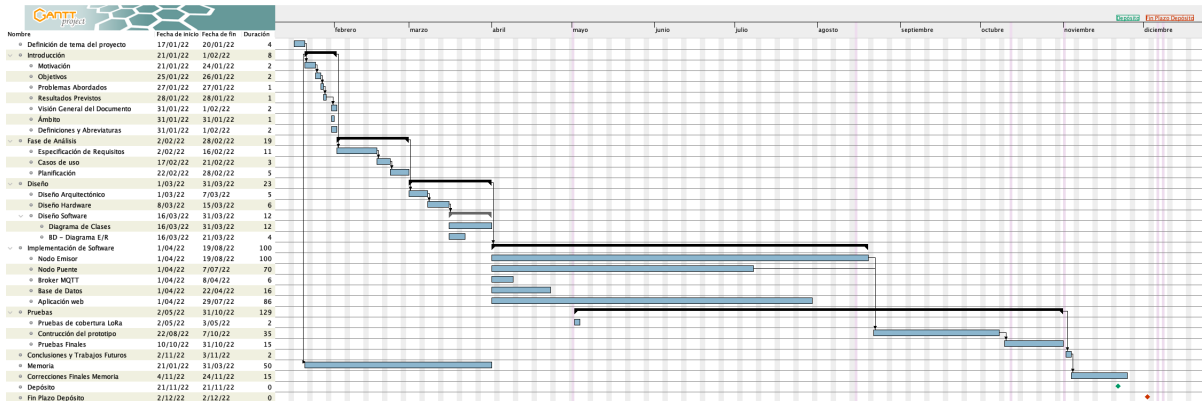 GANTT
project
Depósito Fin Plazo Depósito
febrero marzo abril mayo junio julio agosto septiembre octubre noviembre diciembre
Nombre Fecha de inicio Fecha de fin Duración
Definición de tema del proyecto 17/01/22 20/01/22 4
Introducción 21/01/22 1/02/22 8
Motivación 21/01/22 24/01/22 2
Objetivos 25/01/22 26/01/22 2
Problemas Abordados 27/01/22 27/01/22 1
Resultados Previstos 28/01/22 28/01/22 1
Visión General del Documento 31/01/22 1/02/22 2
Ámbito 31/01/22 31/01/22 1
Definiciones y Abreviaturas 31/01/22 1/02/22 2
Fase de Análisis 2/02/22 28/02/22 19
Especificación de Requisitos 2/02/22 16/02/22 11
Casos de uso 17/02/22 21/02/22 3
Planificación 22/02/22 28/02/22 5
Diseño 1/03/22 31/03/22 23
Diseño Arquitectónico 1/03/22 7/03/22 5
Diseño Hardware 8/03/22 15/03/22 6
Diseño Software 16/03/22 31/03/22 12
Diagrama de Clases 16/03/22 31/03/22 12
BD - Diagrama E/R 16/03/22 21/03/22 4
Implementación de Software 1/04/22 19/08/22 100
Nodo Emisor 1/04/22 19/08/22 100
Nodo Puente 1/04/22 7/07/22 70
Broker MQTT 1/04/22 8/04/22 6
Base de Datos 1/04/22 22/04/22 16
Aplicación web 1/04/22 29/07/22 86
Pruebas 2/05/22 31/10/22 129
Pruebas de cobertura LoRa 2/05/22 3/05/22 2
Contrucción del prototipo 22/08/22 7/10/22 35
Pruebas Finales 10/10/22 31/10/22 15
Conclusiones y Trabajos Futuros 2/11/22 3/11/22 2
Memoria 21/01/22 31/03/22 50
Correcciones Finales Memoria 4/11/22 24/11/22 15
Depósito 21/11/22 21/11/22 0
Fin Plazo Depósito 2/12/22 2/12/22 0